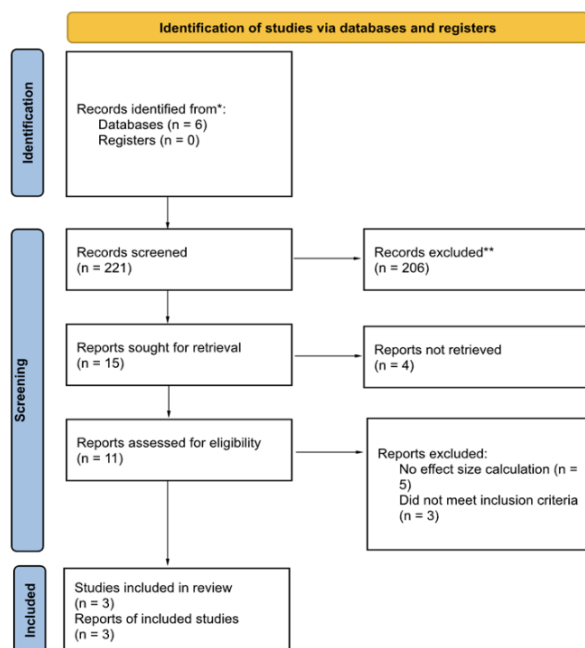 Identification of studies via databases and registers
Identification
Records identified from*:
Databases (n = 6)
Registers (n = 0)
Screening
Records screened
(n = 221)
Records excluded**
(n = 206)
Reports sought for retrieval
(n = 15)
Reports not retrieved
(n = 4)
Reports assessed for eligibility
(n = 11)
Reports excluded:
No effect size calculation (n =
5)
Did not meet inclusion criteria
(n = 3)
Included
Studies included in review
(n = 3)
Reports of included studies
(n = 3)